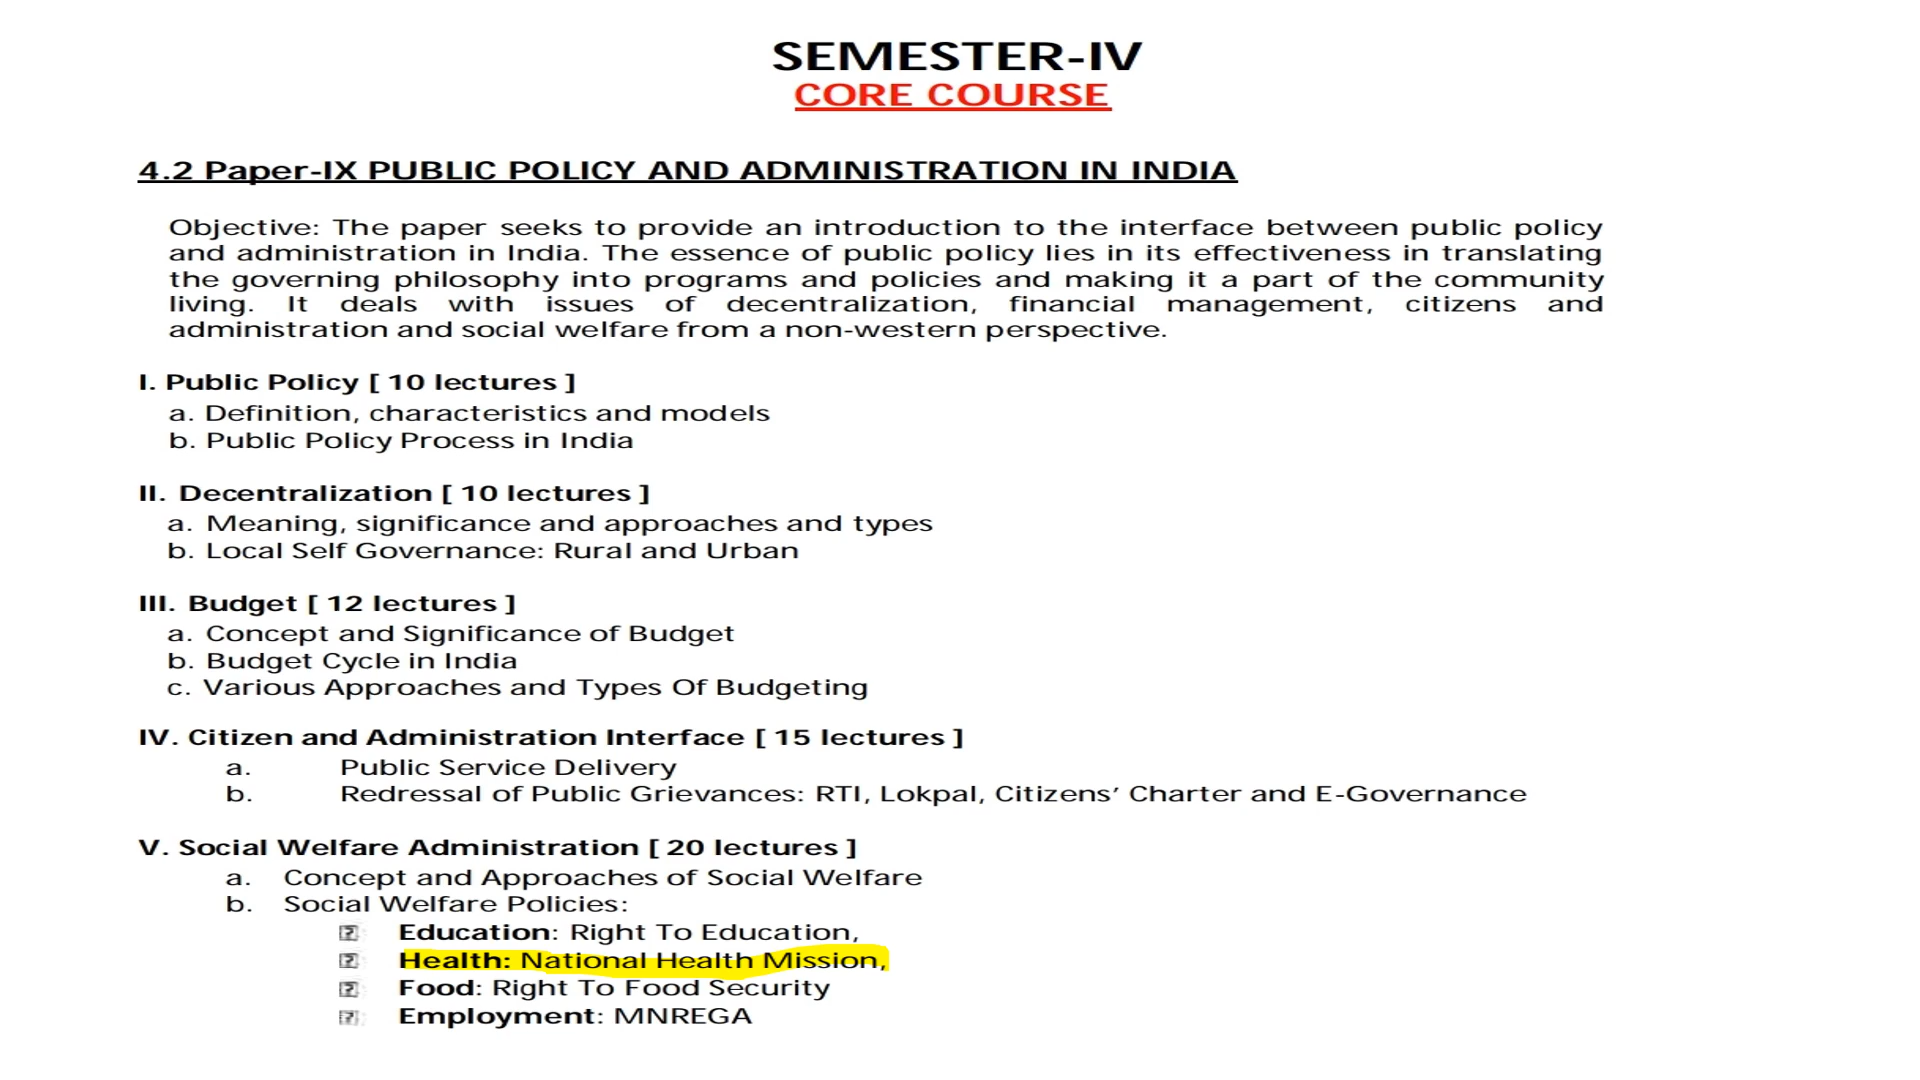 SEMESTER-IV
CORE COURSE
4.2 Paper-IX PUBLIC POLICY AND ADMINISTRATION IN INDIA
Objective: The paper seeks to provide an introduction to the interface between public policy
and administration in India. The essence of public policy lies in its effectiveness in translating
the governing philosophy into programs and policies and making it a part of the community
living. It deals with issues of decentralization, financial management, citizens and
administration and social welfare from a non-western perspective.
I. Public Policy [ 10 lectures ]
a. Definition, characteristics and models
b. Public Policy Process in India
II. Decentralization [ 10 lectures ]
a. Meaning, significance and approaches and types
b. Local Self Governance: Rural and Urban
III. Budget [ 12 lectures ]
a. Concept and Significance of Budget
b. Budget Cycle in India
c. Various Approaches and Types Of Budgeting
IV. Citizen and Administration Interface [ 15 lectures ]
a. Public Service Delivery
b. Redressal of Public Grievances: RTI, Lokpal, Citizens’ Charter and E-Governance
V. Social Welfare Administration [ 20 lectures ]
a. Concept and Approaches of Social Welfare
b. Social Welfare Policies:
Education: Right To Education,
Health: National Health Mission,
Food: Right To Food Security
Employment: MNREGA